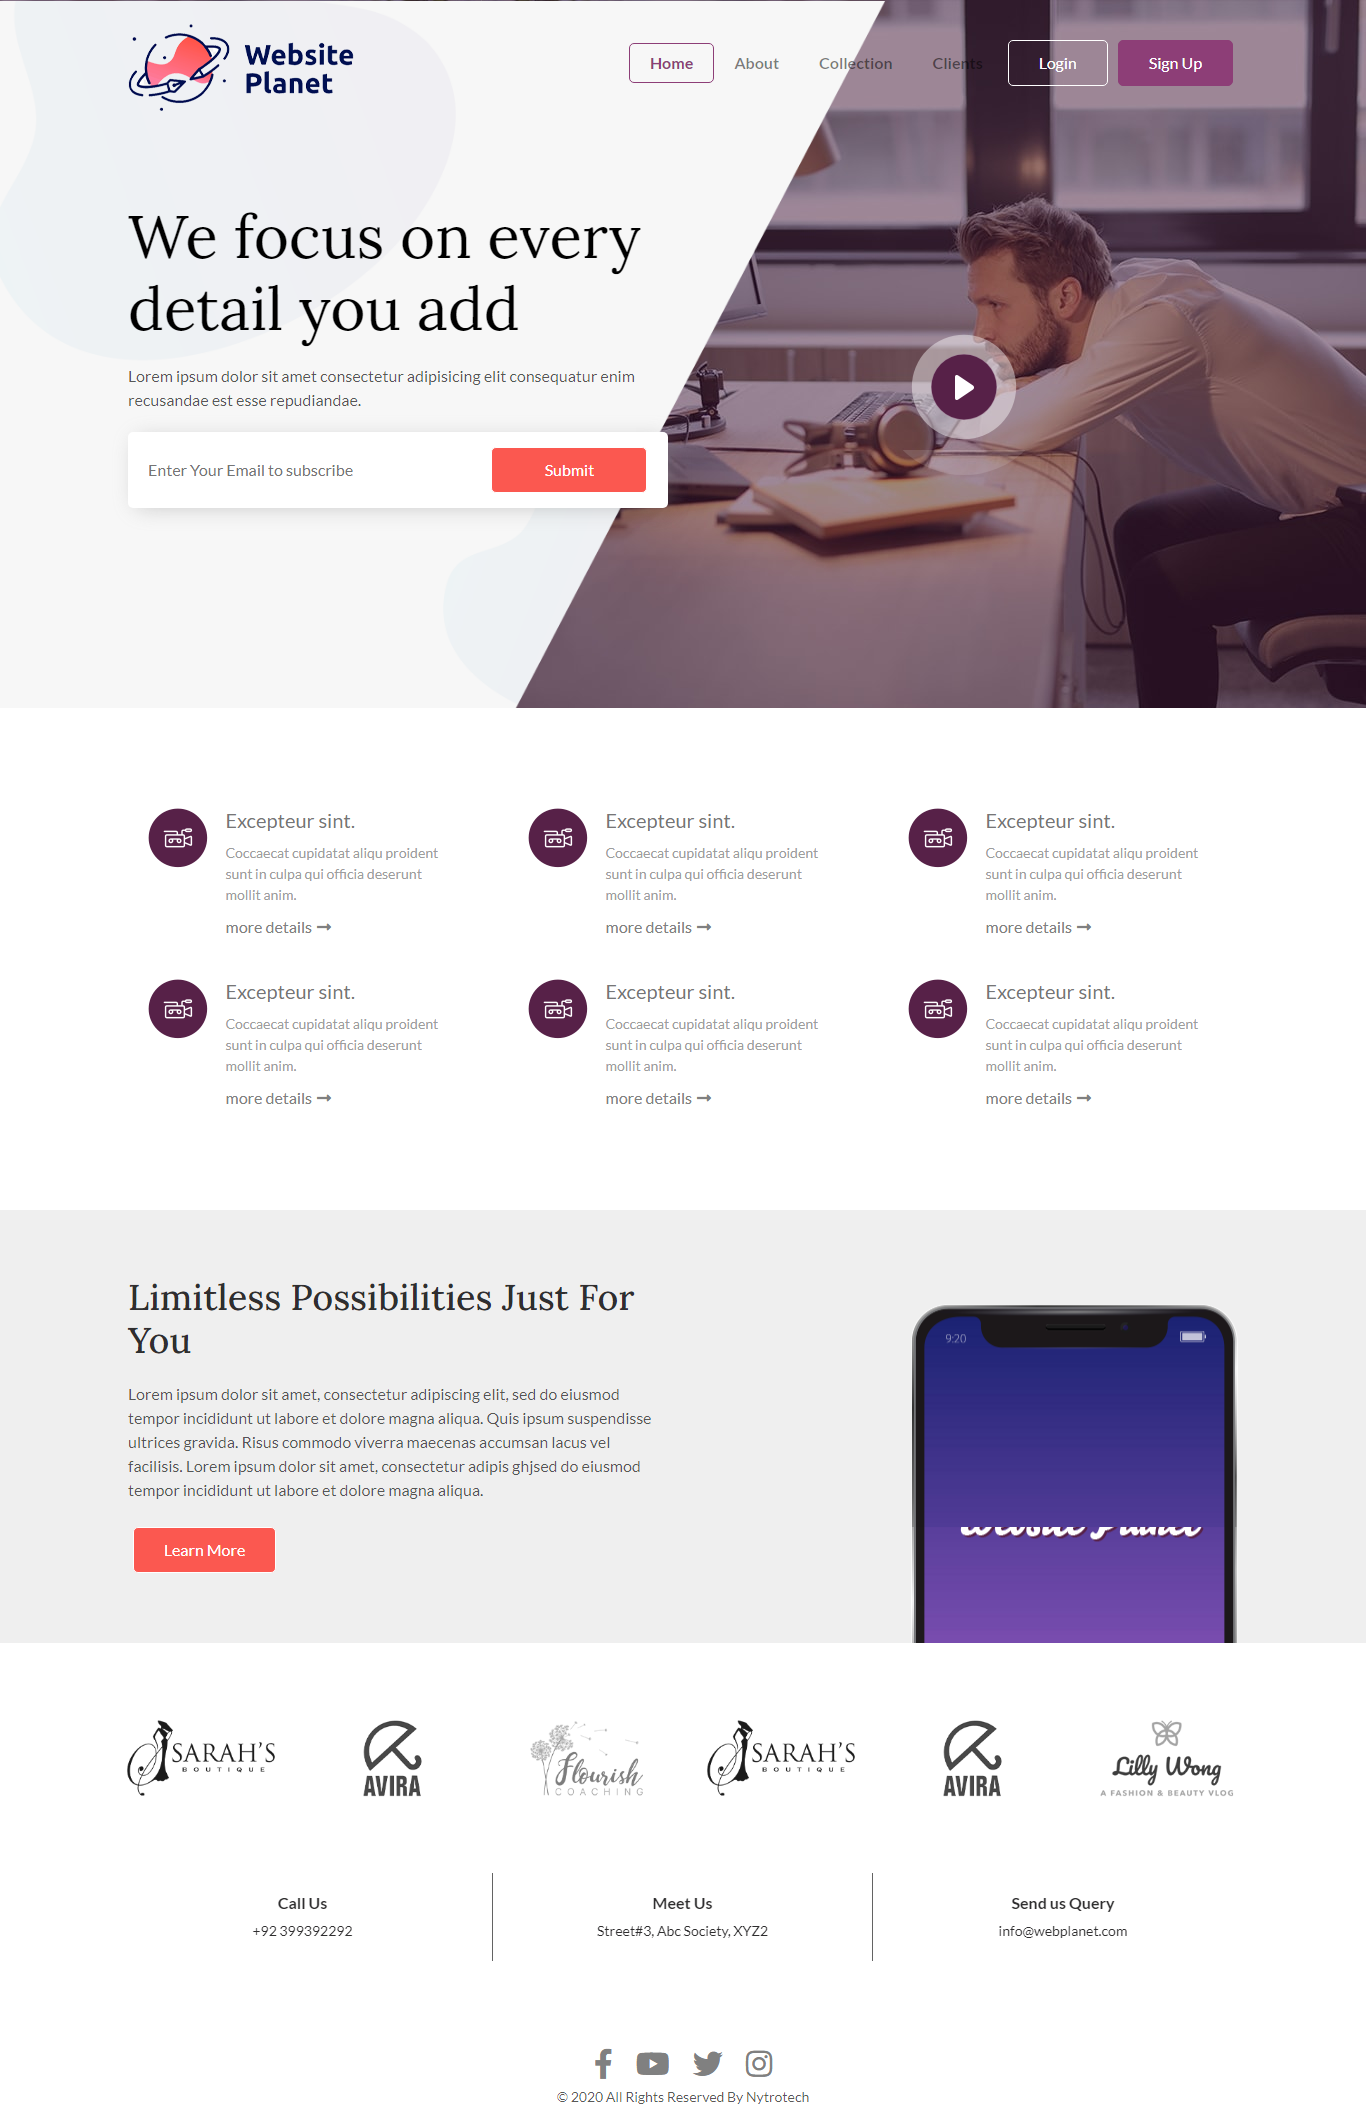 Website
Planet
Home About Collection Clients Login Sign Up
We focus on every
detail you add
Lorem ipsum dolor sit amet consectetur adipisicing elit consequatur enim
recusandae est esse repudiandae.
Enter Your Email to subscribe Submit
Excepteur sint. Excepteur sint. Excepteur sint.
Coccaecat cupidatat aliqu proident Coccaecat cupidatat aliqu proident Coccaecat cupidatat aliqu proident
sunt in culpa qui officia deserunt sunt in culpa qui officia deserunt sunt in culpa qui officia deserunt
mollit anim. mollit anim. mollit anim.
more details more details more details
Excepteur sint. Excepteur sint. Excepteur sint.
Coccaecat cupidatat aliqu proident Coccaecat cupidatat aliqu proident Coccaecat cupidatat aliqu proident
sunt in culpa qui officia deserunt sunt in culpa qui officia deserunt sunt in culpa qui officia deserunt
mollit anim. mollit anim. mollit anim.
more details more details more details
Limitless Possibilities Just For
You
Lorem ipsum dolor sit amet, consectetur adipiscing elit, sed do eiusmod
tempor incididunt ut labore et dolore magna aliqua. Quis ipsum suspendisse
ultrices gravida. Risus commodo viverra maecenas accumsan lacus vel
facilisis. Lorem ipsum dolor sit amet, consectetur adipis ghjsed do eiusmod
tempor incididunt ut labore et dolore magna aliqua.
Learn More
9:20
Website Planet
SARAH'S
BOUTIQUE
AVIRA
Flourish
COACHING
SARAH'S
BOUTIQUE
AVIRA
Lilly Wong
A FASHION & BEAUTY VLOG
Call Us
+92 399392292
Meet Us
Street#3, Abc Society, XYZ2
Send us Query
info@webplanet.com
© 2020 All Rights Reserved By Nytrotech